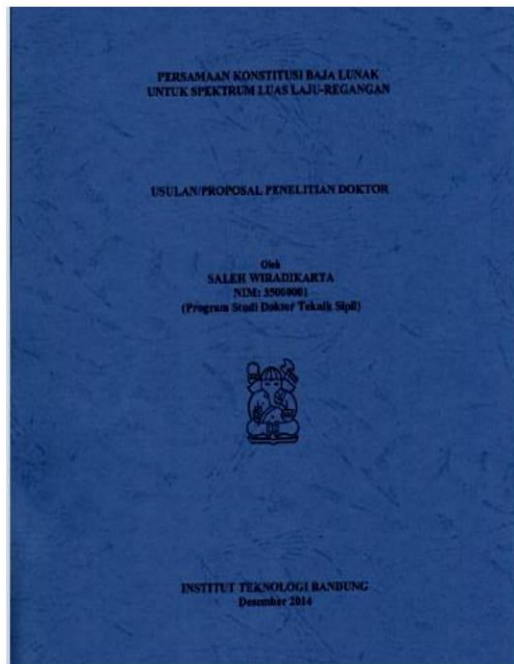 PERSAMAAN KONSTITUSI BAJA LUNAK
UNTUK SPEKTRUM LUAS LAJU-REGANGAN
USULAN/PROPOSAL PENELITIAN DOKTOR
Oleh
SALEH WIRADIKARTA
NIM: 35000001
(Program Studi Doktor Teknik Sipil)
INSTITUT TEKNOLOGI BANDUNG
Desember 2014